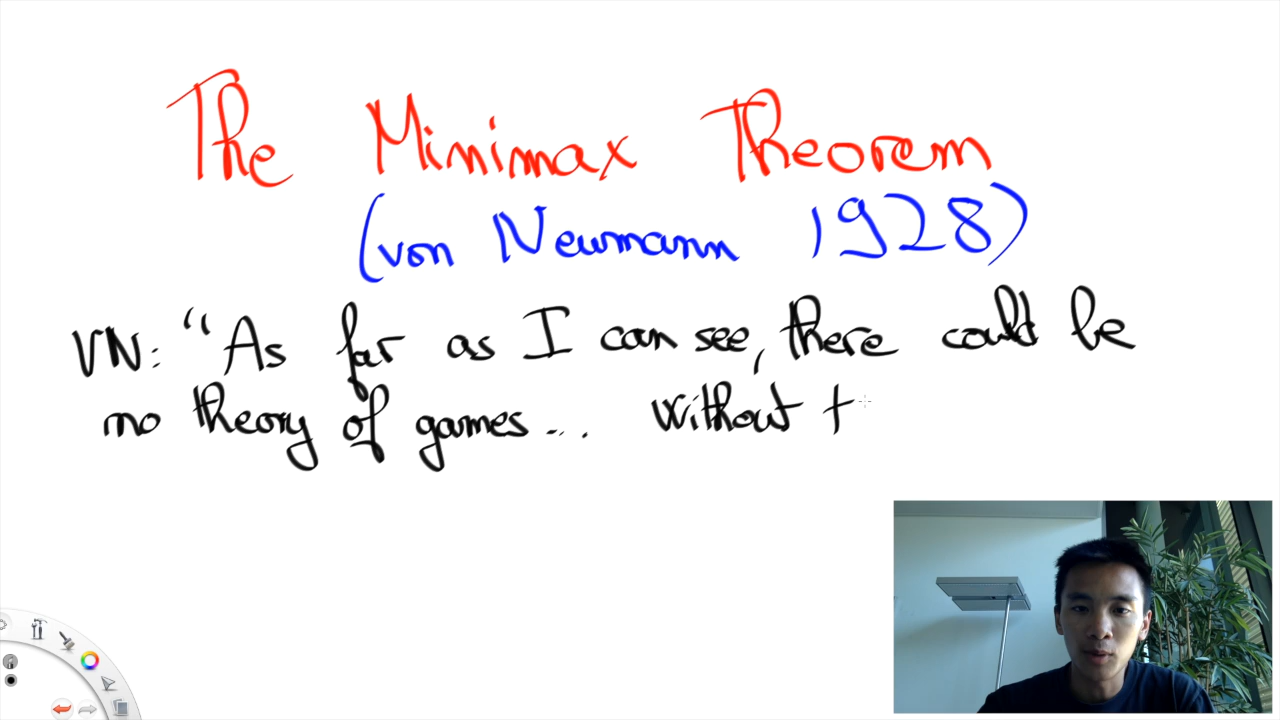 The Minimax Theorem
(von Neumann 1928)
VN: "As far as I can see, there could be
no theory of games... without t